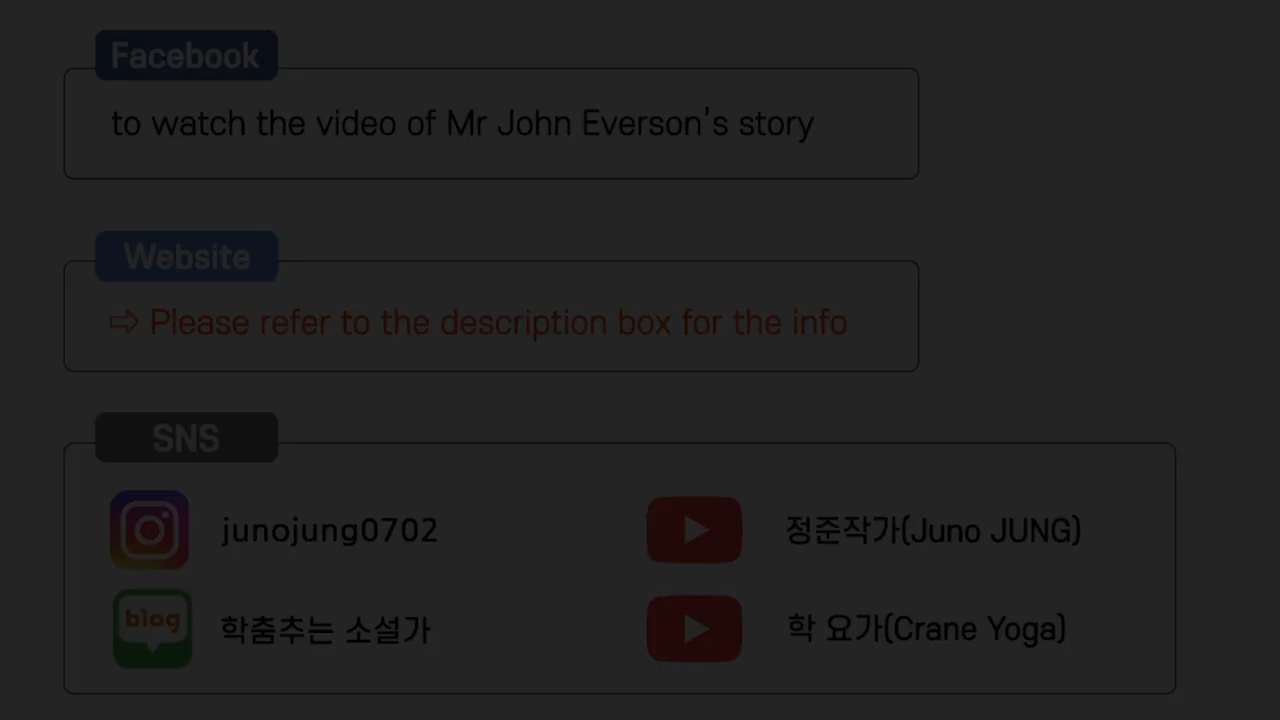 Facebook
to watch the video of Mr John Everson's story
Website
⇨ Please refer to the description box for the info
SNS
junojung0702
정준작가(Juno JUNG)
blog
학춤추는 소설가
학 요가(Crane Yoga)